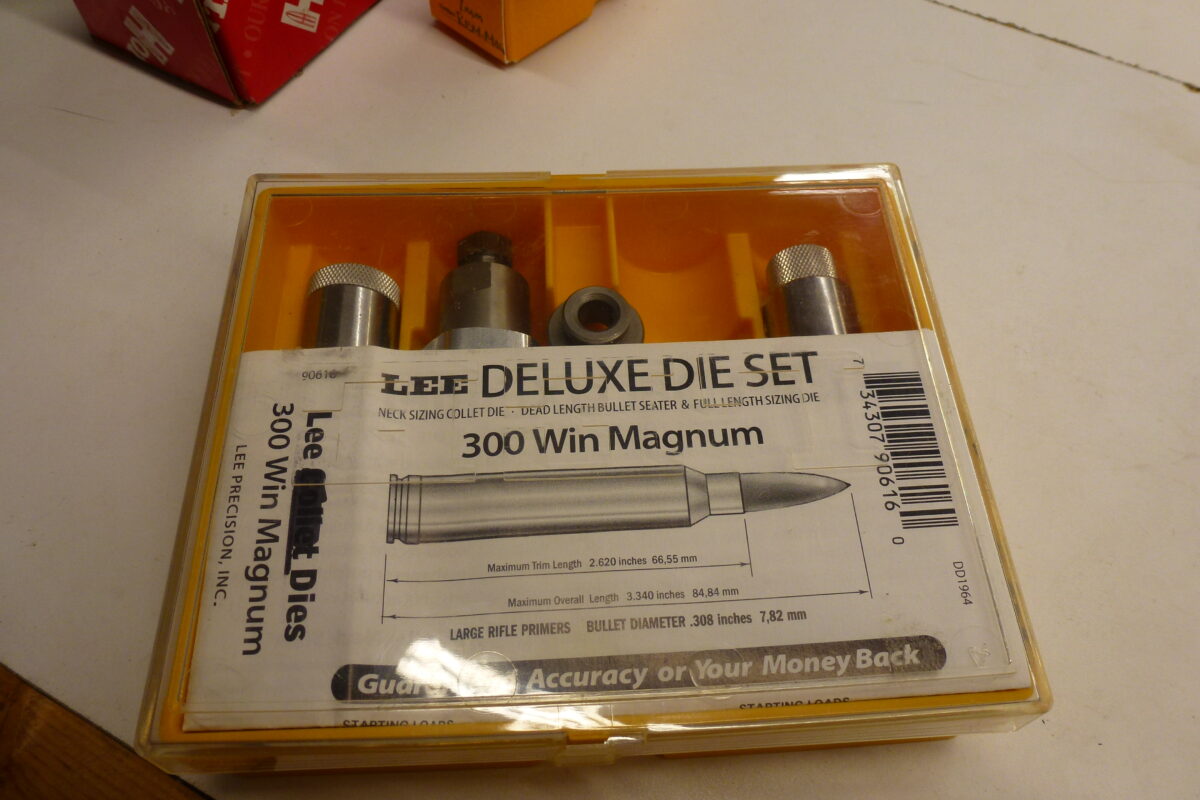 7mm
REM MAG
90616
LEE DELUXE DIE SET
NECK SIZING COLLET DIE · DEAD LENGTH BULLET SEATER & FULL LENGTH SIZING DIE
300 Win Magnum
Maximum Trim Length 2.620 inches 66,55 mm
Maximum Overall Length 3.340 inches 84,84 mm
LARGE RIFLE PRIMERS BULLET DIAMETER .308 inches 7,82 mm
Accuracy or Your Money Back
STARTING LOADS
STARTING LOADS
Lee Collet Dies
300 Win Magnum
LEE PRECISION, INC.
7 34307 90616 0
DD1964